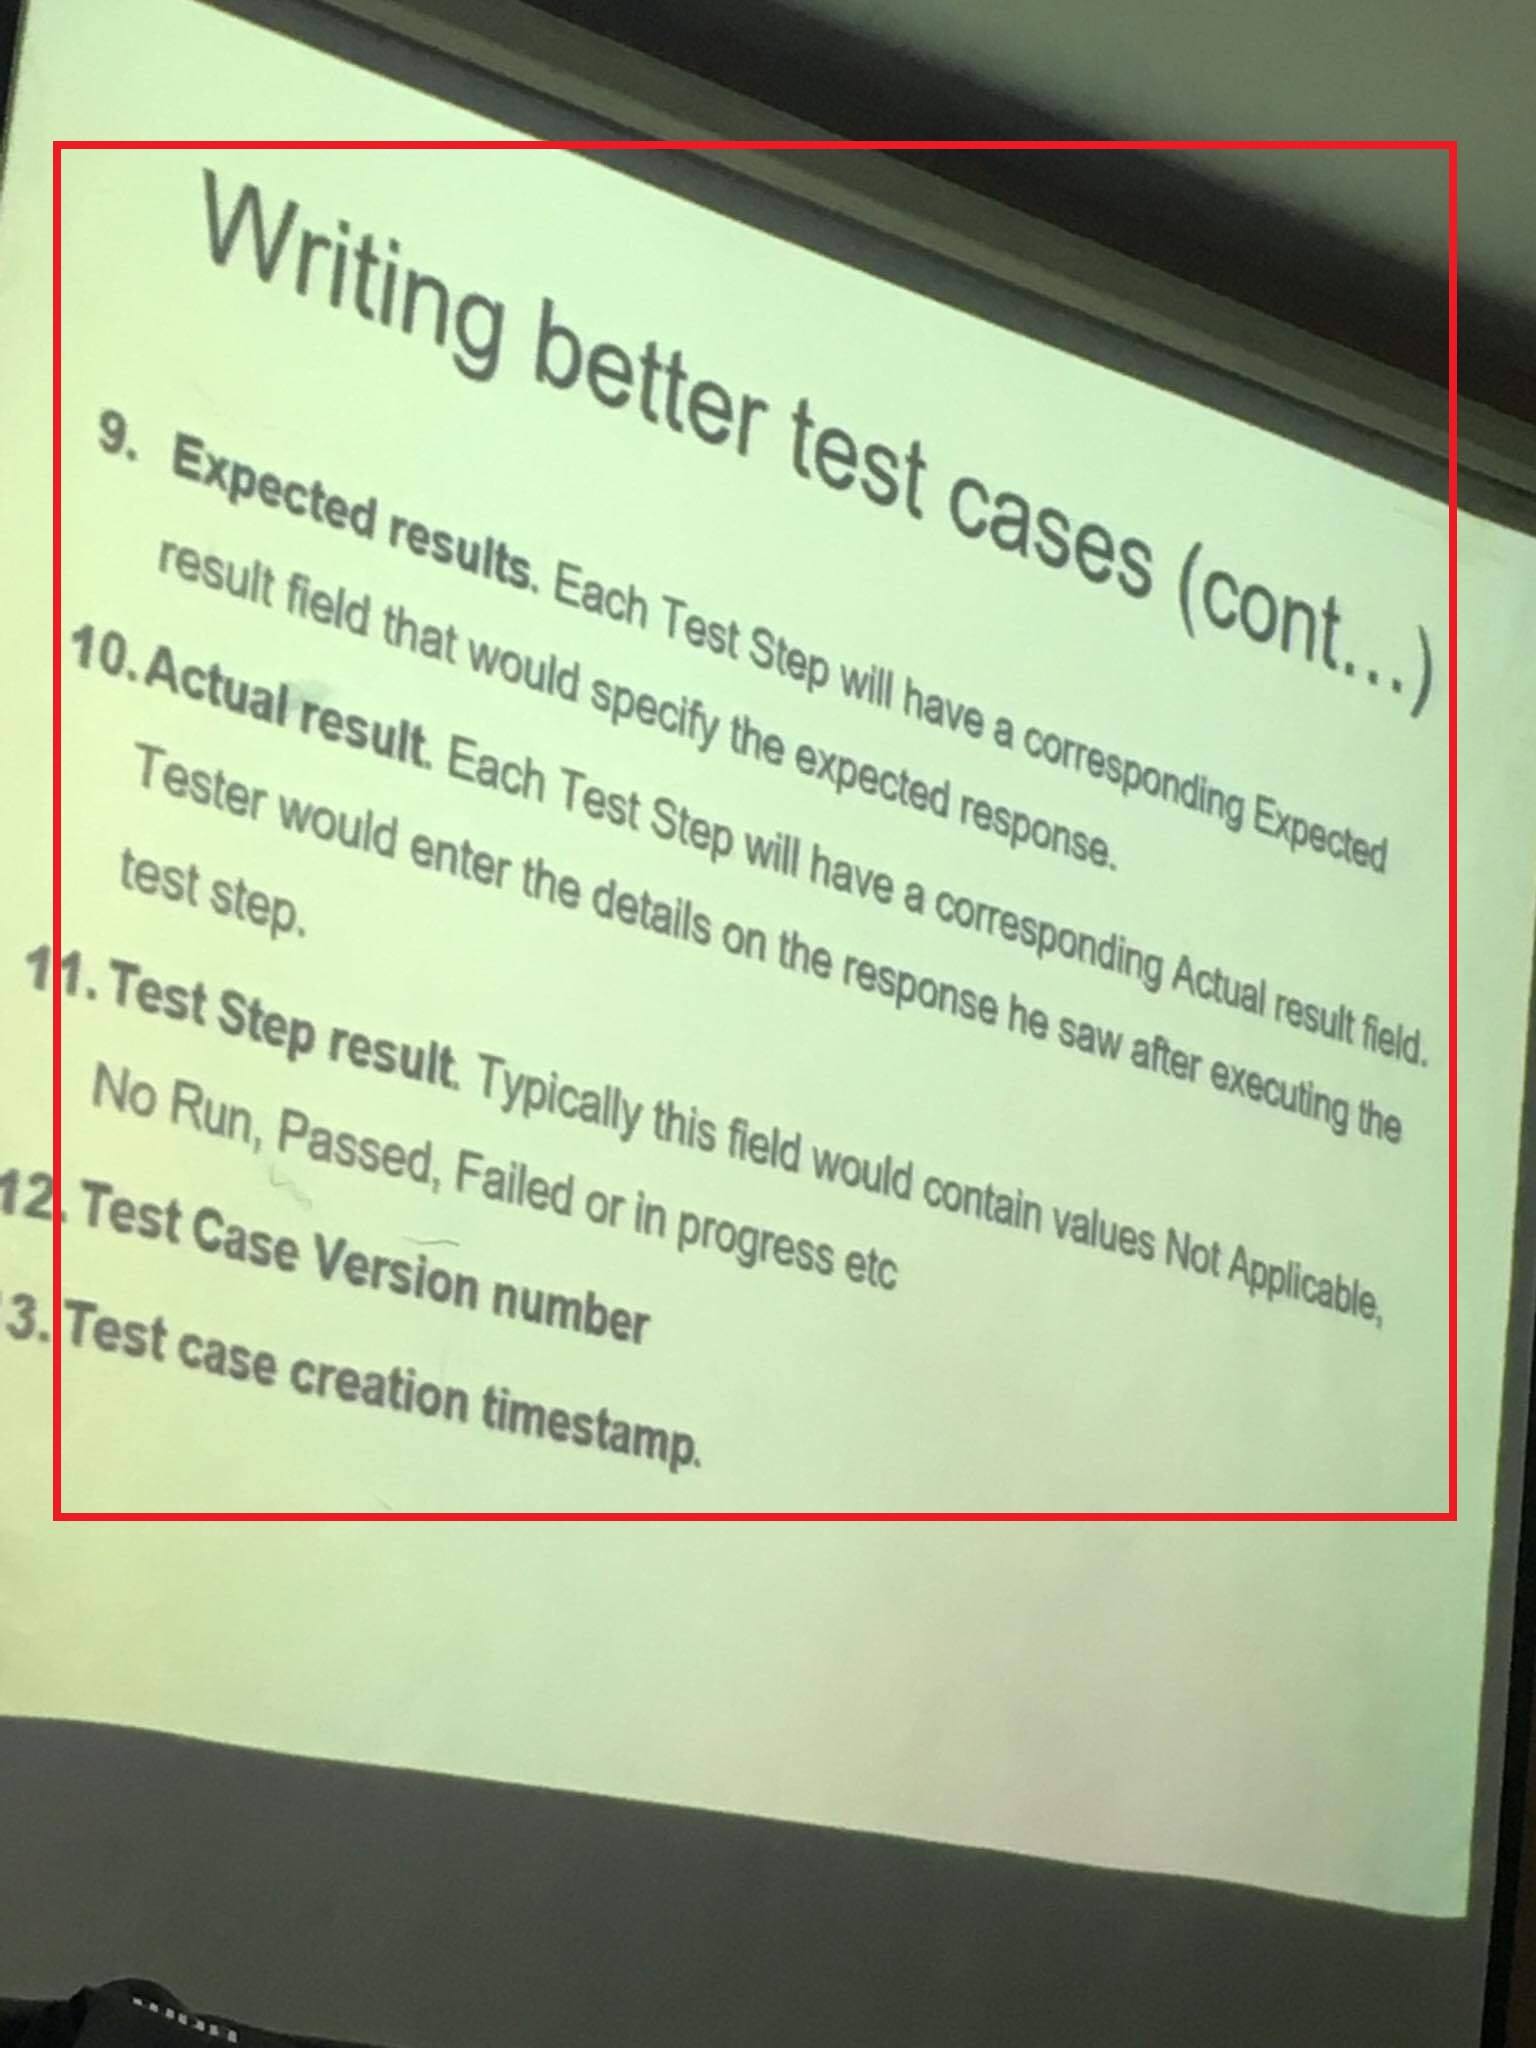 Writing better test cases (cont...)
9. Expected results. Each Test Step will have a corresponding Expected
result field that would specify the expected response.
10. Actual result. Each Test Step will have a corresponding Actual result field.
Tester would enter the details on the response he saw after executing the
test step.
11. Test Step result. Typically this field would contain values Not Applicable,
No Run, Passed, Failed or in progress etc
12. Test Case Version number
13. Test case creation timestamp.